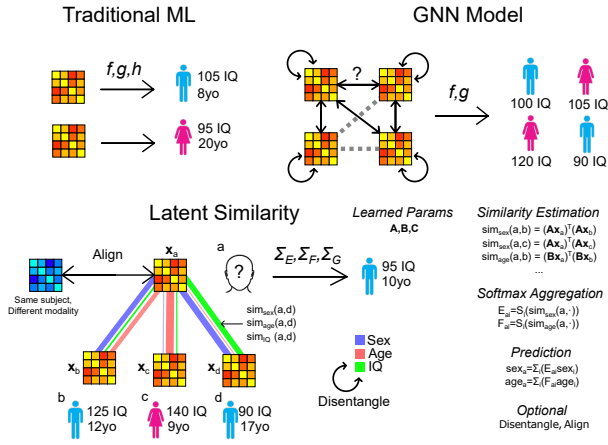 Traditional ML
f,g,h
105 IQ
8yo
95 IQ
20yo
GNN Model
?
f,g
100 IQ
105 IQ
120 IQ
90 IQ
Latent Similarity
Align
Same subject,
Different modality
x_a
a
?
Σ_E,Σ_F,Σ_G
Learned Params
A,B,C
95 IQ
10yo
sim_sex(a,d)
sim_age(a,d)
sim_IQ (a,d)
x_b
x_c
x_d
b
125 IQ
12yo
c
140 IQ
9yo
d
90 IQ
17yo
Sex
Age
IQ
Disentangle
Similarity Estimation
sim_sex(a,b) = (Ax_a)^T(Ax_b)
sim_sex(a,c) = (Ax_a)^T(Ax_c)
sim_age(a,b) = (Bx_a)^T(Bx_b)
...
Softmax Aggregation
E_ai=S_i(sim_sex(a,·))
F_ai=S_i(sim_age(a,·))
Prediction
sex_a=Σ_i(E_ai sex_i)
age_a=Σ_i(F_ai age_i)
Optional
Disentangle, Align